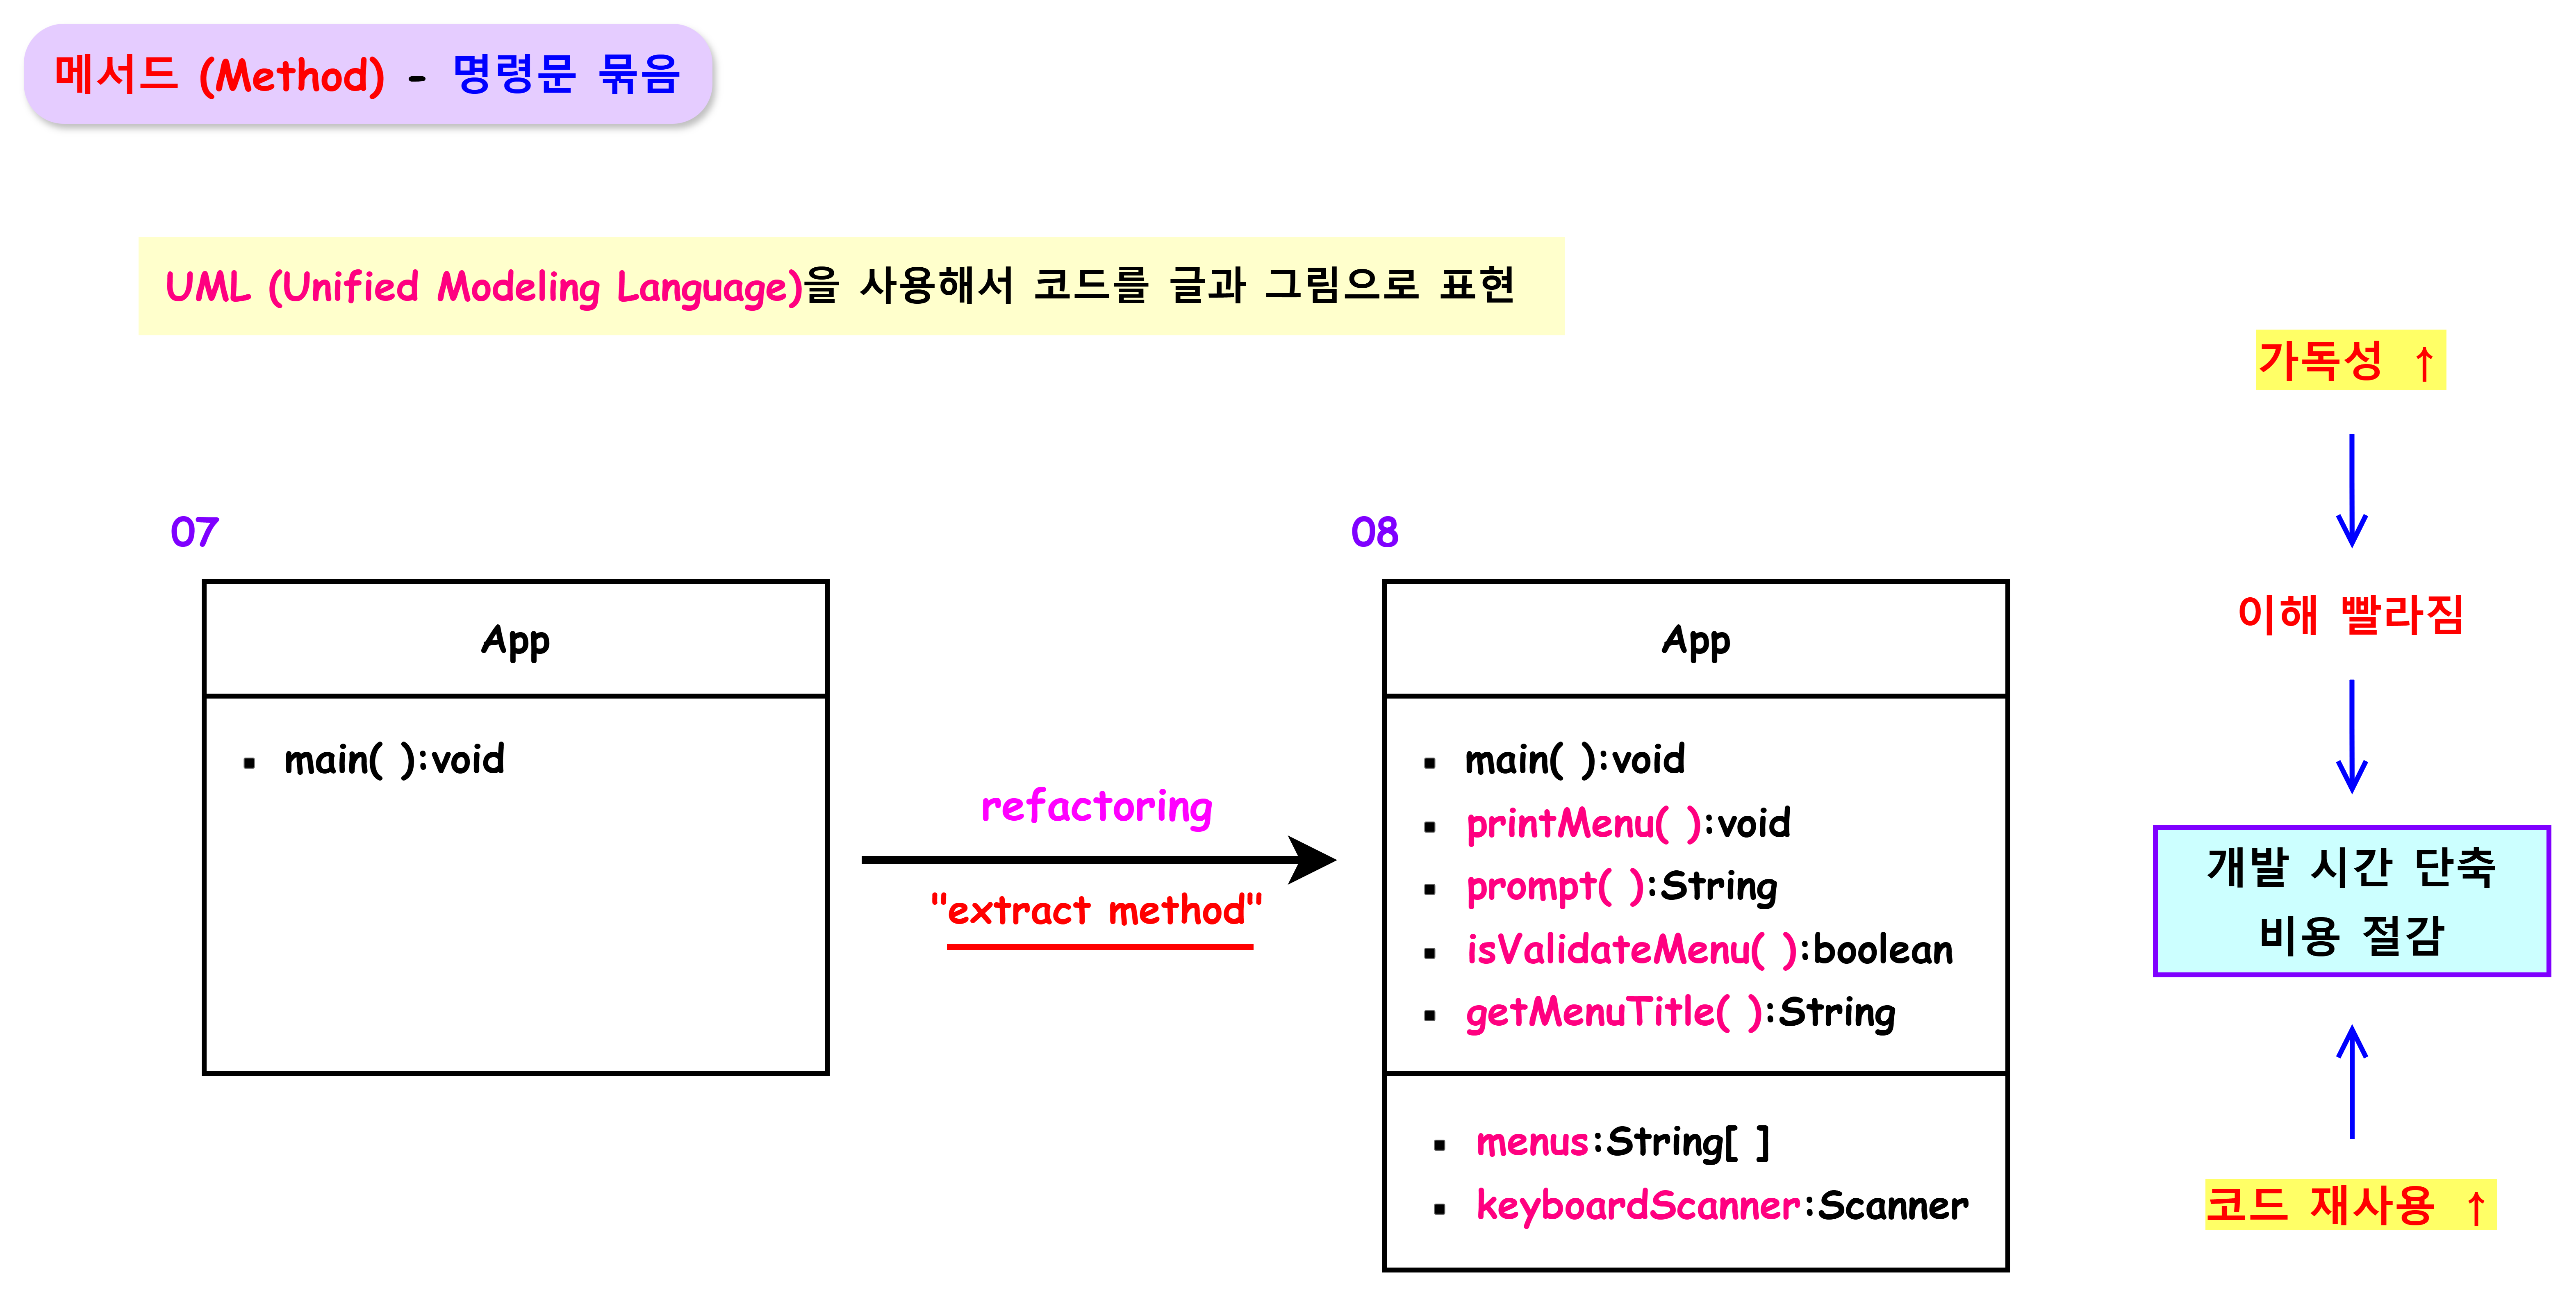 메서드 (Method) - 명령문 묶음
UML (Unified Modeling Language)을 사용해서 코드를 글과 그림으로 표현
07
App
▪ main( ):void
refactoring
"extract method"
08
App
▪ main( ):void
▪ printMenu( ):void
▪ prompt( ):String
▪ isValidateMenu( ):boolean
▪ getMenuTitle( ):String
▪ menus:String[ ]
▪ keyboardScanner:Scanner
가독성 ↑
이해 빨라짐
개발 시간 단축
비용 절감
코드 재사용 ↑